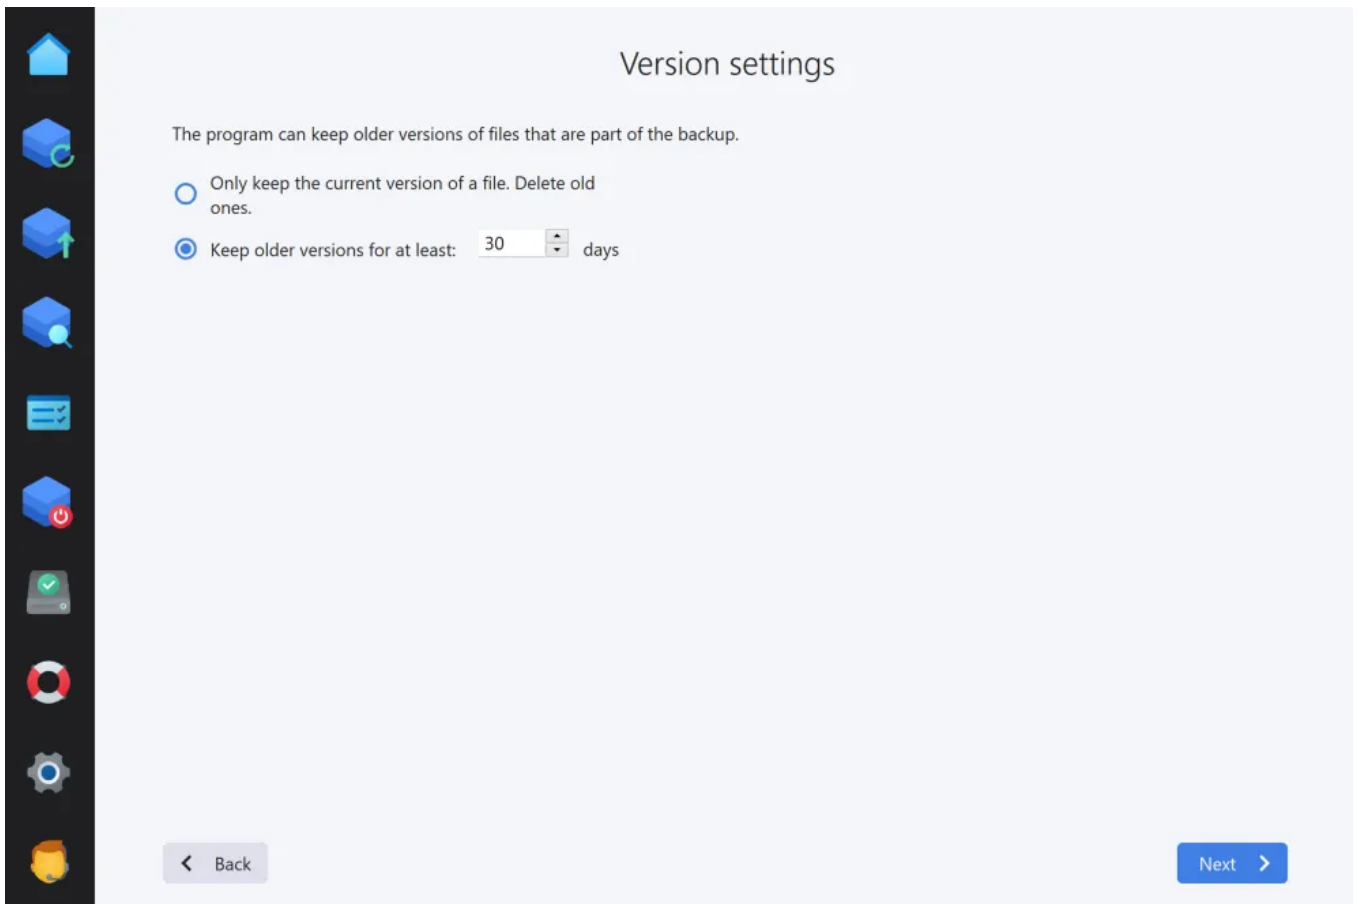 Version settings
The program can keep older versions of files that are part of the backup.
Only keep the current version of a file. Delete old
ones.
Keep older versions for at least: 30 days
Back
Next